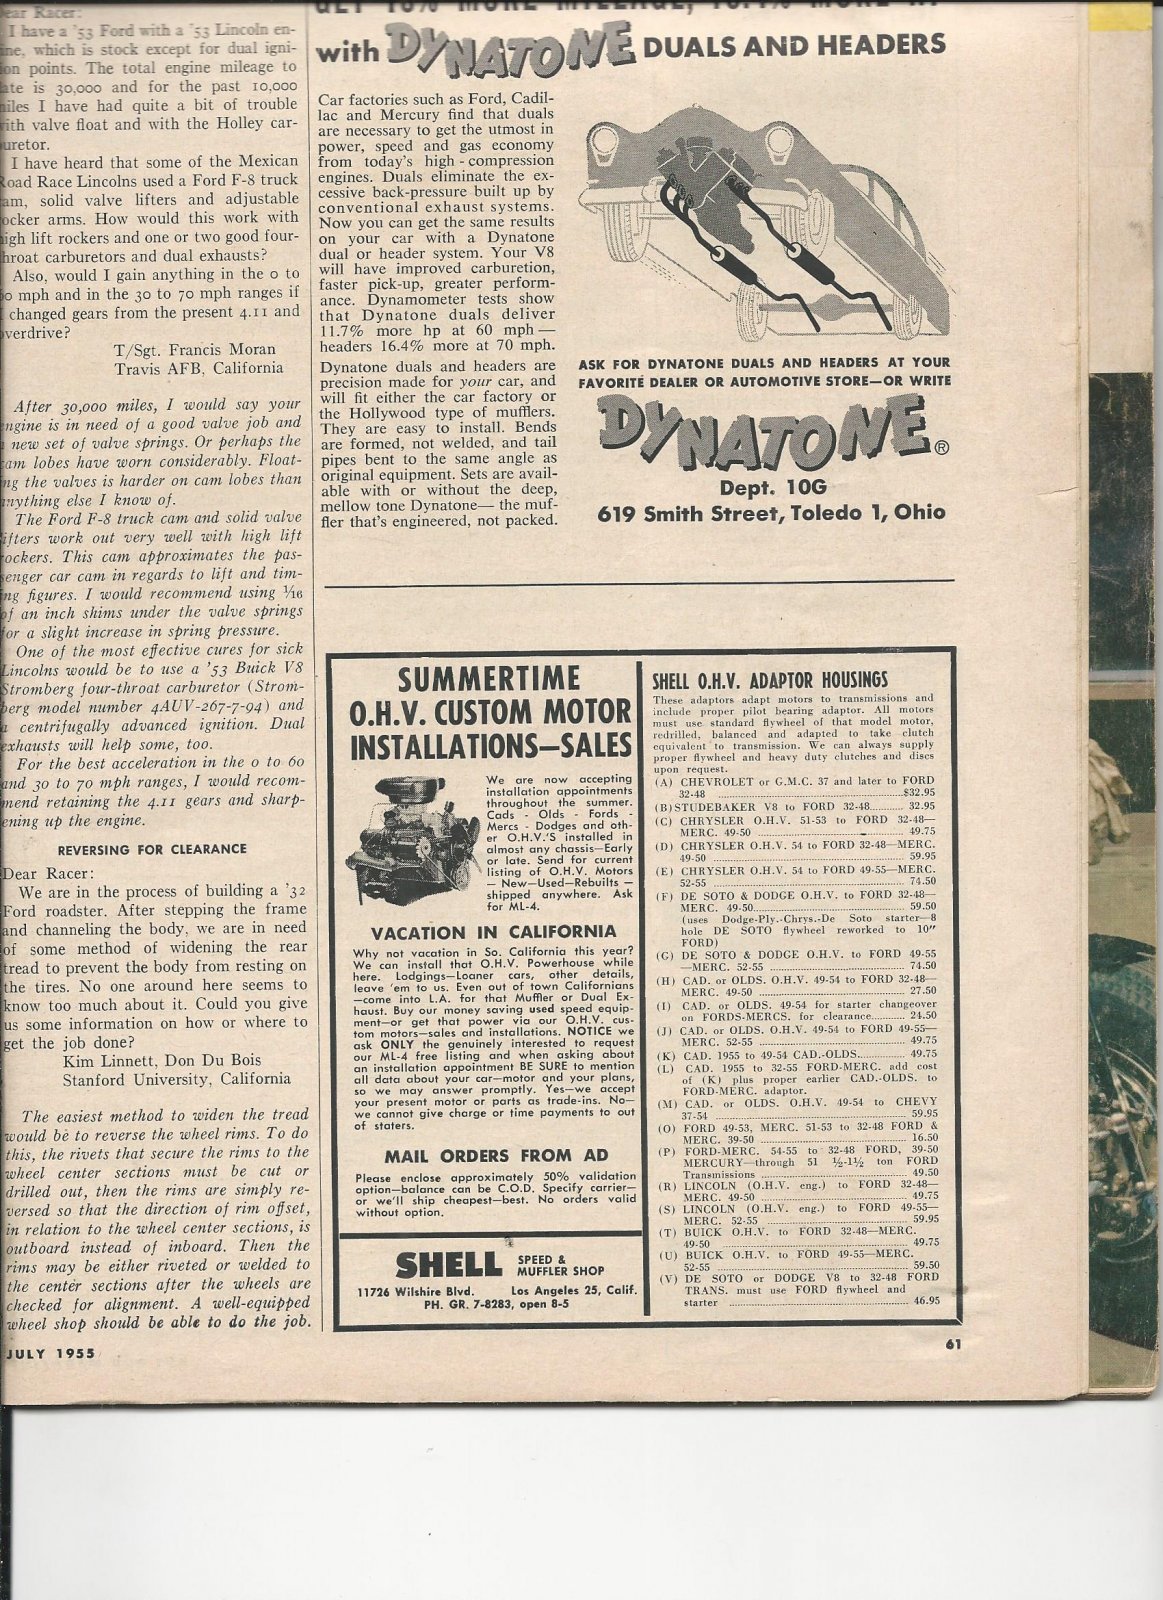 Dear Racer:
I have a '53 Ford with a '53 Lincoln en-
ine, which is stock except for dual igni-
on points. The total engine mileage to
ate is 30,000 and for the past 10,000
iles I have had quite a bit of trouble
ith valve float and with the Holley car-
uretor.
I have heard that some of the Mexican
Road Race Lincolns used a Ford F-8 truck
am, solid valve lifters and adjustable
ocker arms. How would this work with
igh lift rockers and one or two good four-
hroat carburetors and dual exhausts?
Also, would I gain anything in the 0 to
60 mph and in the 30 to 70 mph ranges if
I changed gears from the present 4.11 and
overdrive?
T/Sgt. Francis Moran
Travis AFB, California
After 30,000 miles, I would say your
engine is in need of a good valve job and
a new set of valve springs. Or perhaps the
cam lobes have worn considerably. Float-
ing the valves is harder on cam lobes than
anything else I know of.
The Ford F-8 truck cam and solid valve
lifters work out very well with high lift
rockers. This cam approximates the pas-
senger car cam in regards to lift and tim-
ing figures. I would recommend using 1/16
of an inch shims under the valve springs
for a slight increase in spring pressure.
One of the most effective cures for sick
Lincolns would be to use a '53 Buick V8
Stromberg four-throat carburetor (Strom-
berg model number 4AUV-267-7-94) and
a centrifugally advanced ignition. Dual
exhausts will help some, too.
For the best acceleration in the 0 to 60
and 30 to 70 mph ranges, I would recom-
mend retaining the 4.11 gears and sharp-
ening up the engine.
REVERSING FOR CLEARANCE
Dear Racer:
We are in the process of building a '32
Ford roadster. After stepping the frame
and channeling the body, we are in need
of some method of widening the rear
tread to prevent the body from resting on
the tires. No one around here seems to
know too much about it. Could you give
us some information on how or where to
get the job done?
Kim Linnett, Don Du Bois
Stanford University, California
The easiest method to widen the tread
would be to reverse the wheel rims. To do
this, the rivets that secure the rims to the
wheel center sections must be cut or
drilled out, then the rims are simply re-
versed so that the direction of rim offset,
in relation to the wheel center sections, is
outboard instead of inboard. Then the
rims may be either riveted or welded to
the center sections after the wheels are
checked for alignment. A well-equipped
wheel shop should be able to do the job.
JULY 1955
with DYNATONE DUALS AND HEADERS
Car factories such as Ford, Cadil-
lac and Mercury find that duals
are necessary to get the utmost in
power, speed and gas economy
from today's high-compression
engines. Duals eliminate the ex-
cessive back-pressure built up by
conventional exhaust systems.
Now you can get the same results
on your car with a Dynatone
dual or header system. Your V8
will have improved carburetion,
faster pick-up, greater perform-
ance. Dynamometer tests show
that Dynatone duals deliver
11.7% more hp at 60 mph—
headers 16.4% more at 70 mph.
Dynatone duals and headers are
precision made for your car, and
will fit either the car factory or
the Hollywood type of mufflers.
They are easy to install. Bends
are formed, not welded, and tail
pipes bent to the same angle as
original equipment. Sets are avail-
able with or without the deep,
mellow tone Dynatone— the muf-
fler that's engineered, not packed.
ASK FOR DYNATONE DUALS AND HEADERS AT YOUR
FAVORITE DEALER OR AUTOMOTIVE STORE—OR WRITE
DYNATONE®
Dept. 10G
619 Smith Street, Toledo 1, Ohio
SUMMERTIME
O.H.V. CUSTOM MOTOR
INSTALLATIONS—SALES
We are now accepting
installation appointments
throughout the summer.
Cads - Olds - Fords -
Mercs - Dodges and oth-
er O.H.V.'S installed in
almost any chassis—Early
or late. Send for current
listing of O.H.V. Motors
— New—Used—Rebuilts —
shipped anywhere. Ask
for ML-4.
VACATION IN CALIFORNIA
Why not vacation in So. California this year?
We can install that O.H.V. Powerhouse while
here. Lodgings—Loaner cars, other details,
leave 'em to us. Even out of town Californians
—come into L.A. for that Muffler or Dual Ex-
haust. Buy our money saving used speed equip-
ment—or get that power via our O.H.V. cus-
tom motors—sales and installations. NOTICE we
ask ONLY the genuinely interested to request
our ML-4 free listing and when asking about
an installation appointment BE SURE to mention
all data about your car—motor and your plans,
so we may answer promptly. Yes—we accept
your present motor or parts as trade-ins. No—
we cannot give charge or time payments to out
of staters.
MAIL ORDERS FROM AD
Please enclose approximately 50% validation
option—balance can be C.O.D. Specify carrier—
or we'll ship cheapest—best. No orders valid
without option.
SHELL SPEED &
MUFFLER SHOP
11726 Wilshire Blvd. Los Angeles 25, Calif.
PH. GR. 7-8283, open 8-5
SHELL O.H.V. ADAPTOR HOUSINGS
These adaptors adapt motors to transmissions and
include proper pilot bearing adaptor. All motors
must use standard flywheel of that model motor,
redrilled, balanced and adapted to take clutch
equivalent to transmission. We can always supply
proper flywheel and heavy duty clutches and discs
upon request.
(A) CHEVROLET or G.M.C. 37 and later to FORD
32-48 $32.95
(B) STUDEBAKER V8 to FORD 32-48 32.95
(C) CHRYSLER O.H.V. 51-53 to FORD 32-48—
MERC. 49-50 49.75
(D) CHRYSLER O.H.V. 54 to FORD 32-48—MERC.
49-50 59.95
(E) CHRYSLER O.H.V. 54 to FORD 49-55—MERC.
52-55 74.50
(F) DE SOTO & DODGE O.H.V. to FORD 32-48—
MERC. 49-50 59.50
(uses Dodge-Ply.-Chrys.-De Soto starter—8
hole DE SOTO flywheel reworked to 10"
FORD)
(G) DE SOTO & DODGE O.H.V. to FORD 49-55
—MERC. 52-55 74.50
(H) CAD. or OLDS. O.H.V. 49-54 to FORD 32-48—
MERC. 49-50 27.50
(I) CAD. or OLDS. 49-54 for starter changeover
on FORDS-MERCS. for clearance 24.50
(J) CAD. or OLDS. O.H.V. 49-54 to FORD 49-55—
MERC. 52-55 49.75
(K) CAD. 1955 to 49-54 CAD.-OLDS. 49.75
(L) CAD. 1955 to 32-55 FORD-MERC. add cost
of (K) plus proper earlier CAD.-OLDS. to
FORD-MERC. adaptor.
(M) CAD. or OLDS. O.H.V. 49-54 to CHEVY
37-54 59.95
(O) FORD 49-53, MERC. 51-53 to 32-48 FORD &
MERC. 39-50 16.50
(P) FORD-MERC. 54-55 to 32-48 FORD, 39-50
MERCURY—through 51 ½-1½ ton FORD
Transmissions 49.50
(R) LINCOLN (O.H.V. eng.) to FORD 32-48—
MERC. 49-50 49.75
(S) LINCOLN (O.H.V. eng.) to FORD 49-55—
MERC. 52-55 59.95
(T) BUICK O.H.V. to FORD 32-48—MERC.
49-50 49.75
(U) BUICK O.H.V. to FORD 49-55—MERC.
52-55 59.50
(V) DE SOTO or DODGE V8 to 32-48 FORD
TRANS. must use FORD flywheel and
starter 46.95
61